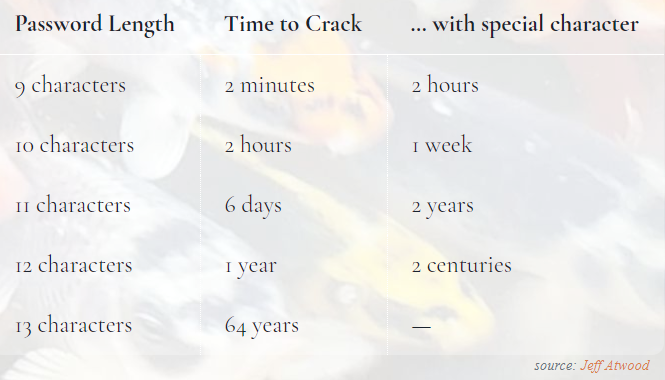 Password Length Time to Crack ... with special character
9 characters 2 minutes 2 hours
10 characters 2 hours 1 week
11 characters 6 days 2 years
12 characters 1 year 2 centuries
13 characters 64 years —
source: Jeff Atwood